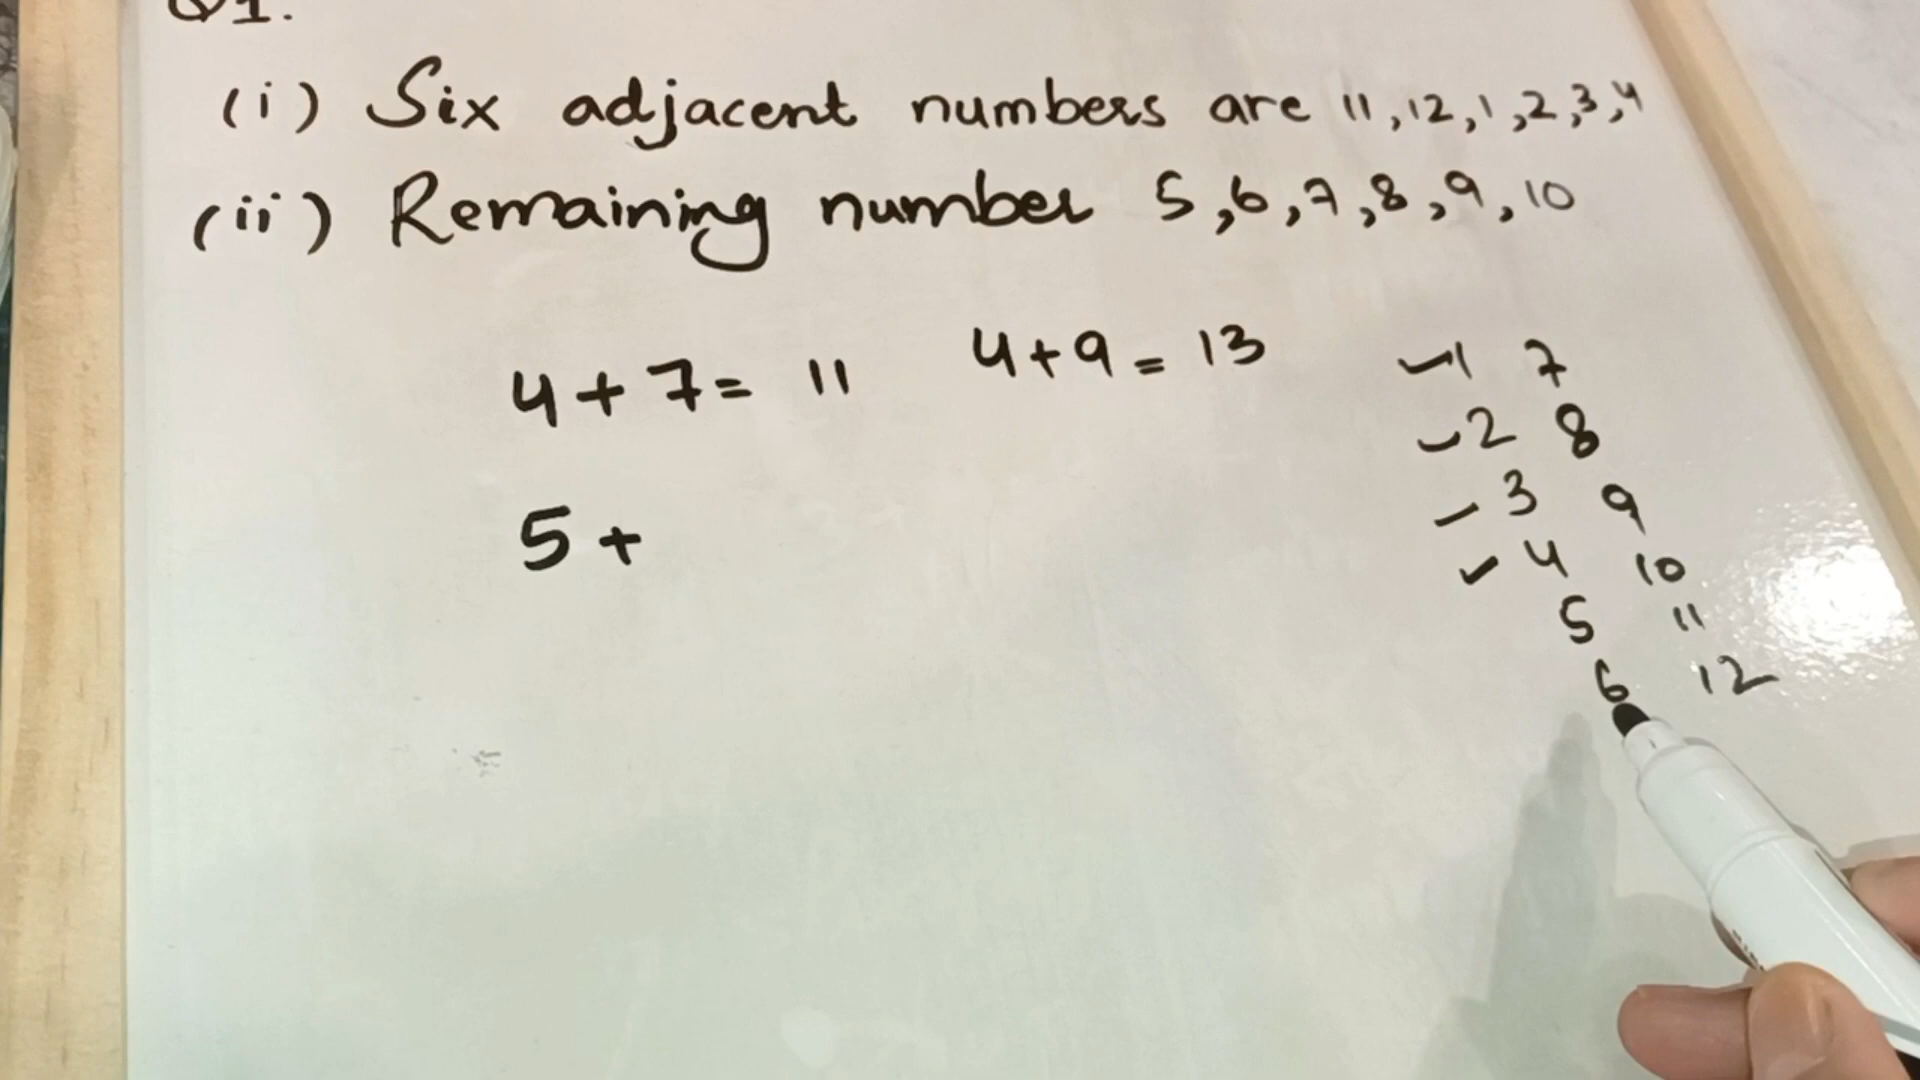 Q1.
(i) Six adjacent numbers are 11,12,1,2,3,4
(ii) Remaining number 5,6,7,8,9,10
4+7= 11 4+9= 13
5+
1 7
2 8
3 9
4 10
5 11
6 12